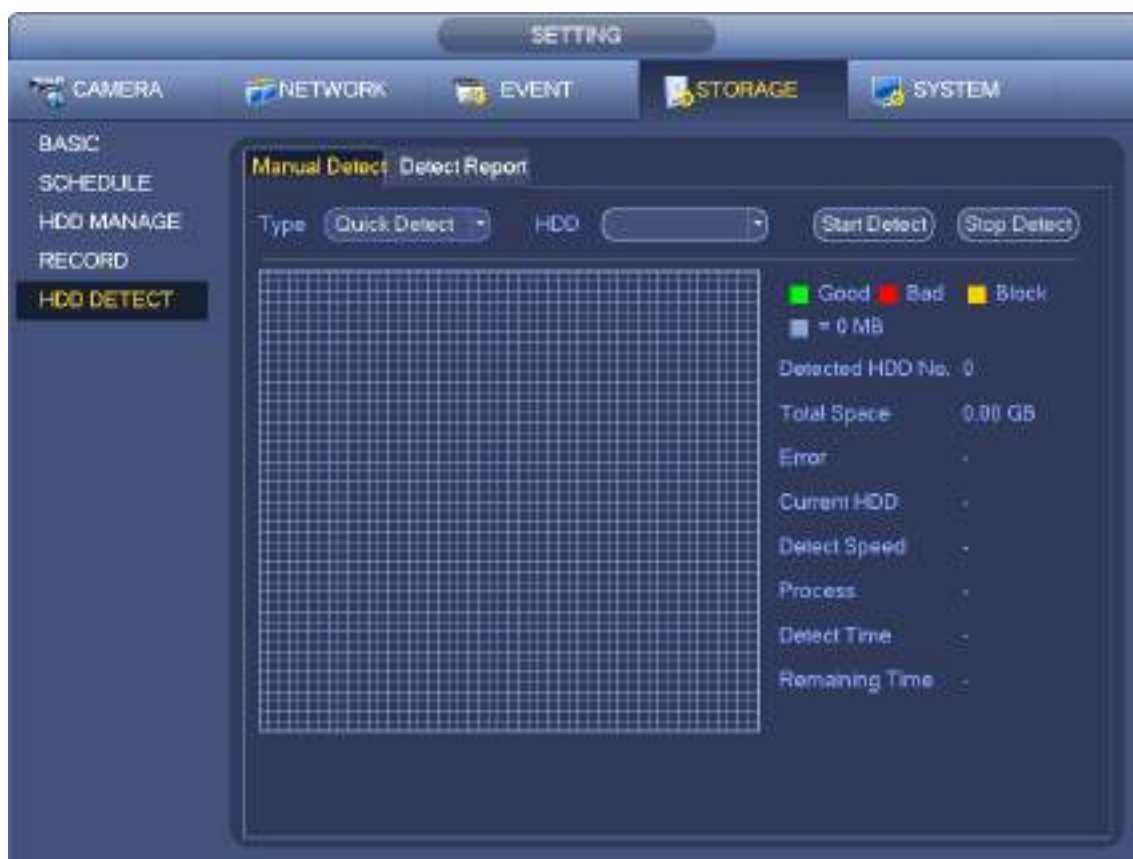 SETTING
CAMERA NETWORK EVENT STORAGE SYSTEM
BASIC
SCHEDULE
HDD MANAGE
RECORD
HDD DETECT
Manual Detect Detect Report
Type Quick Detect HDD Start Detect Stop Detect
Good Bad Block
= 0 MB
Detected HDD No. 0
Total Space 0.00 GB
Error -
Current HDD -
Detect Speed -
Process -
Detect Time -
Remaining Time -